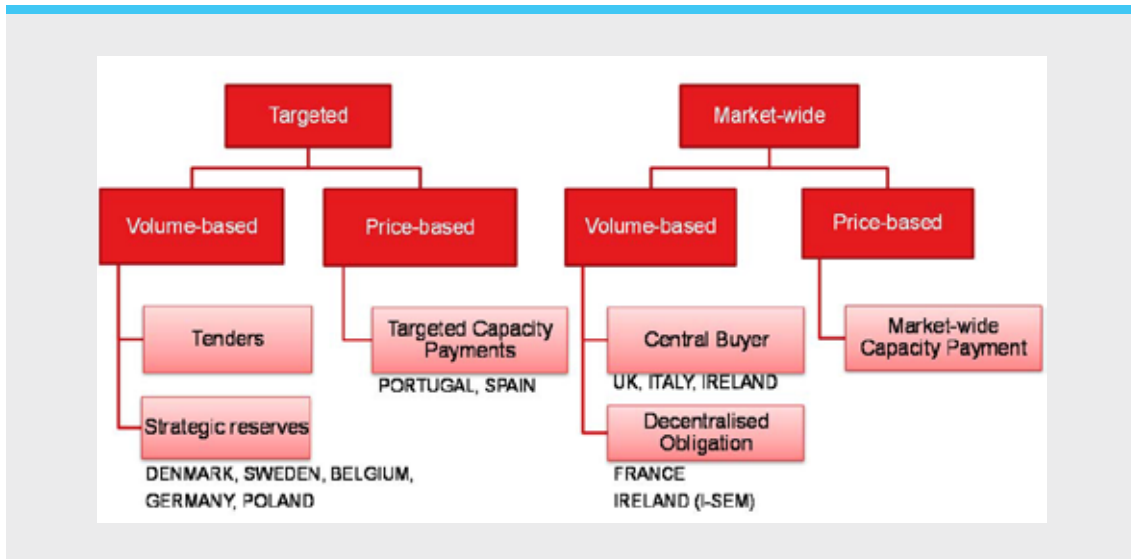 Targeted
Market-wide
Volume-based
Price-based
Volume-based
Price-based
Tenders
Targeted Capacity
Payments
Central Buyer
Market-wide
Capacity Payment
PORTUGAL, SPAIN
UK, ITALY, IRELAND
Strategic reserves
Decentralised
Obligation
DENMARK, SWEDEN, BELGIUM,
GERMANY, POLAND
FRANCE
IRELAND (I-SEM)